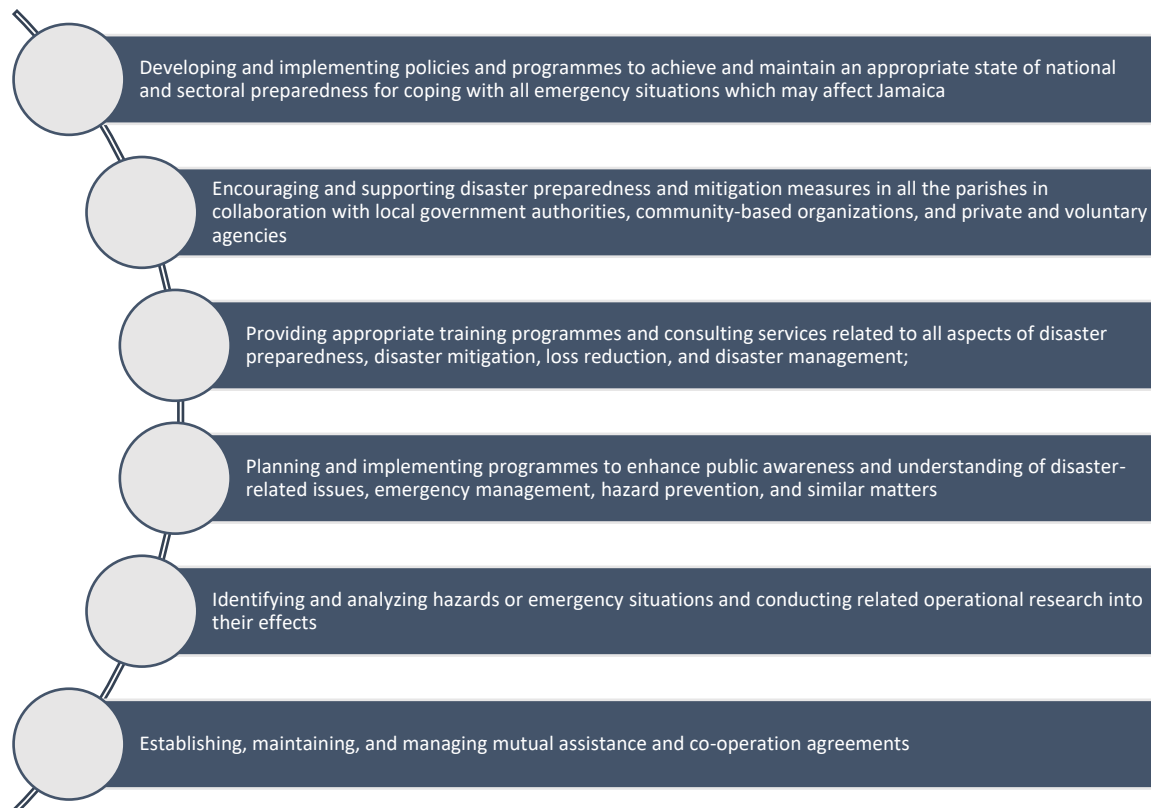 Developing and implementing policies and programmes to achieve and maintain an appropriate state of national
and sectoral preparedness for coping with all emergency situations which may affect Jamaica
Encouraging and supporting disaster preparedness and mitigation measures in all the parishes in
collaboration with local government authorities, community-based organizations, and private and voluntary
agencies
Providing appropriate training programmes and consulting services related to all aspects of disaster
preparedness, disaster mitigation, loss reduction, and disaster management;
Planning and implementing programmes to enhance public awareness and understanding of disaster-
related issues, emergency management, hazard prevention, and similar matters
Identifying and analyzing hazards or emergency situations and conducting related operational research into
their effects
Establishing, maintaining, and managing mutual assistance and co-operation agreements